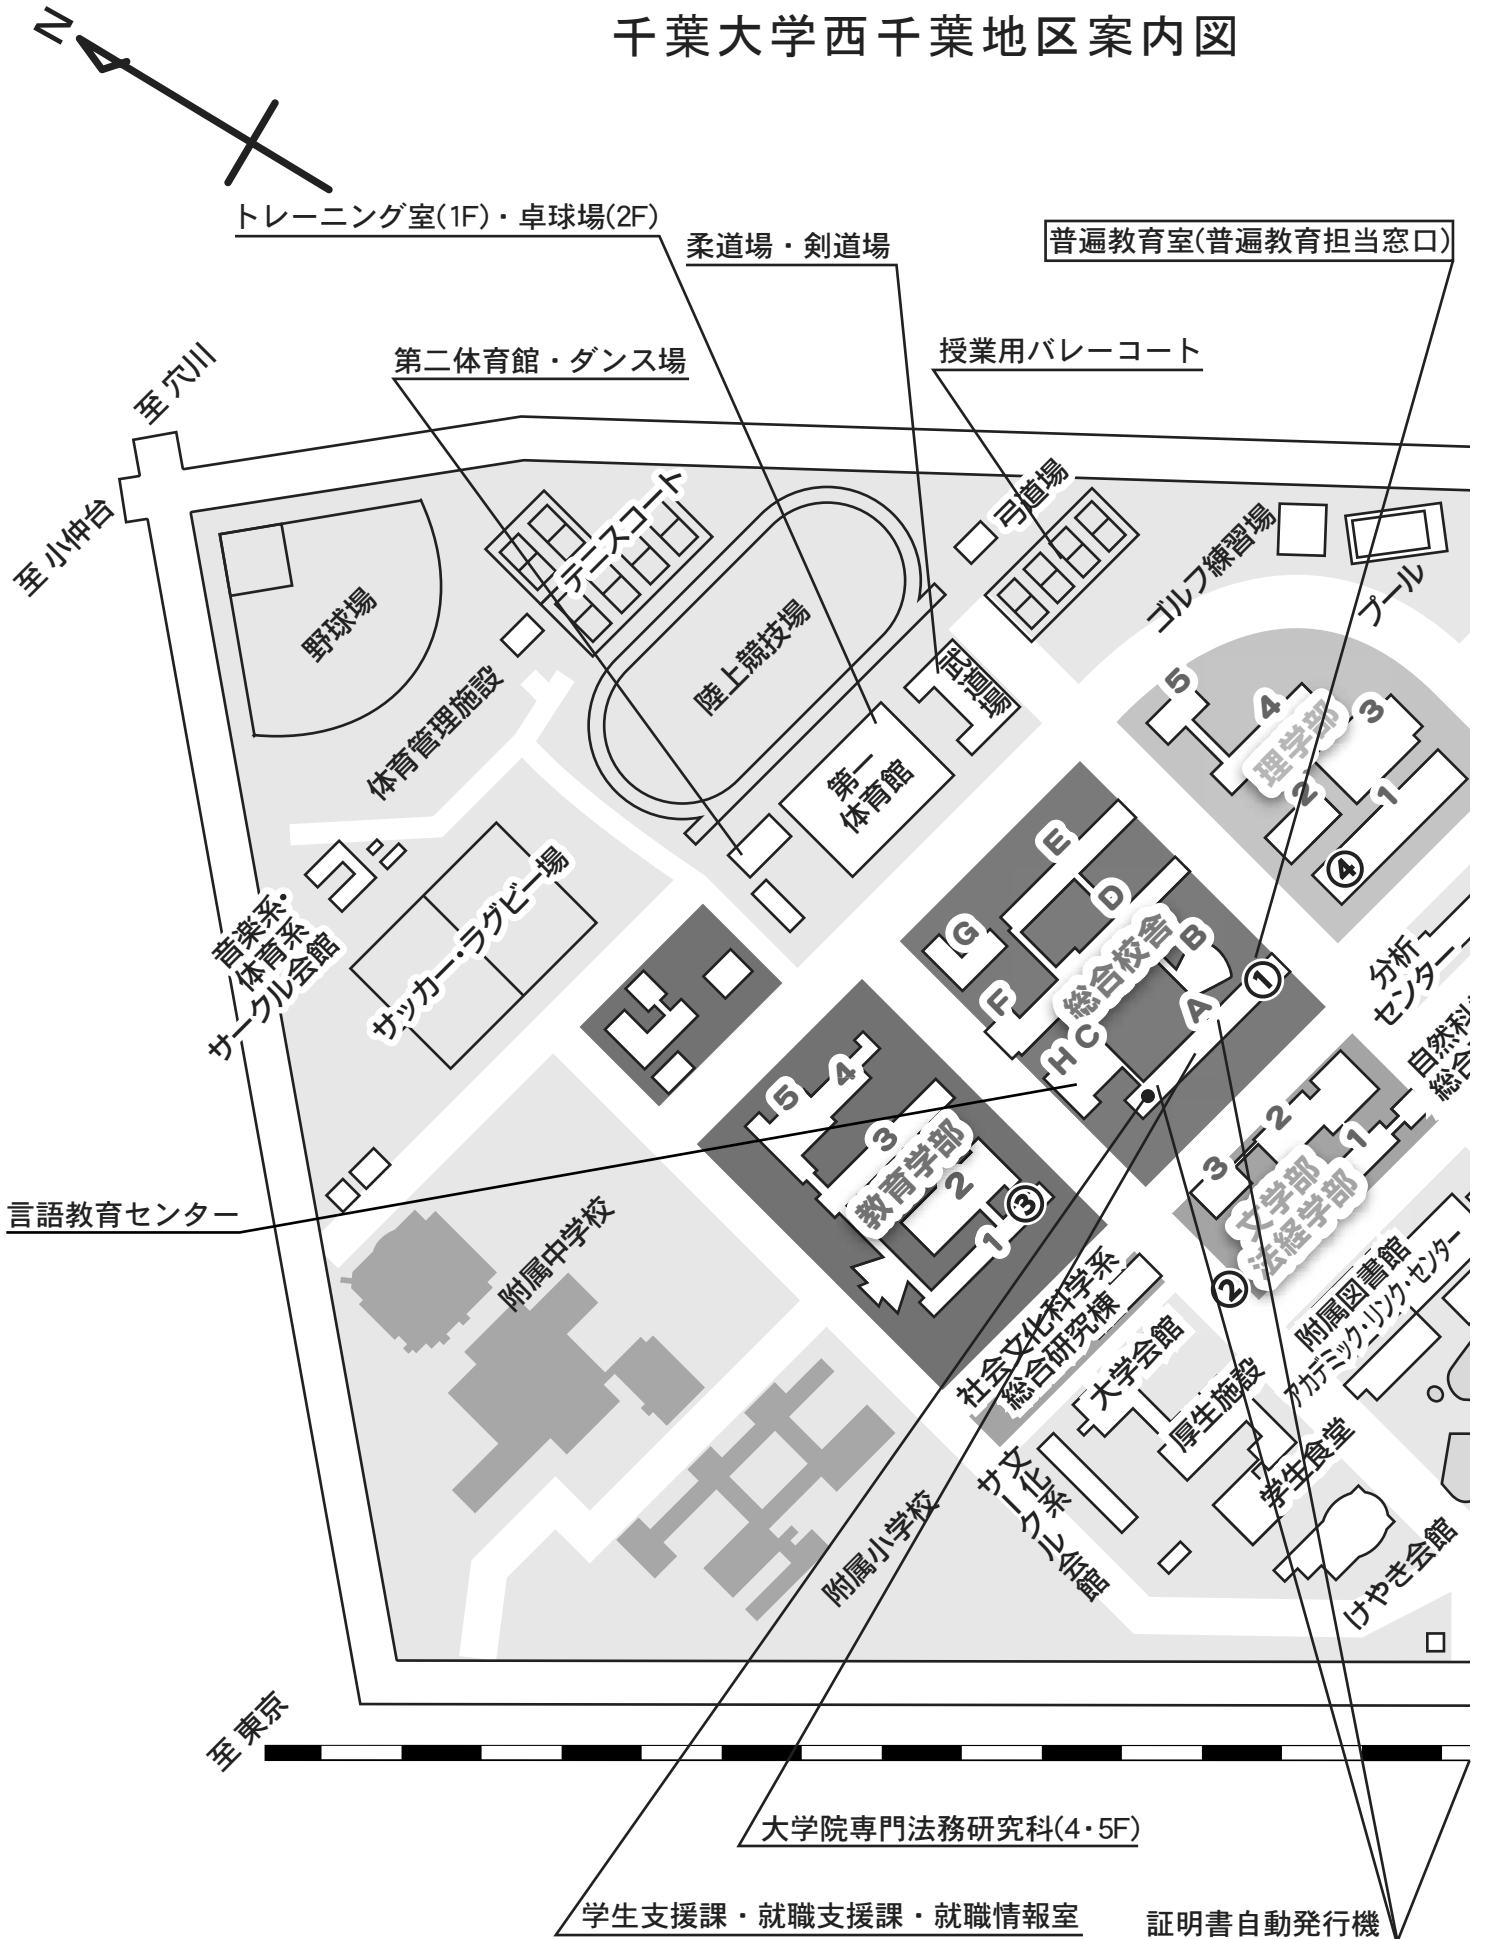 千葉大学西千葉地区案内図
N
トレーニング室(1F)・卓球場(2F)
柔道場・剣道場
普遍教育室(普遍教育担当窓口)
第二体育館・ダンス場
授業用バレーコート
至 穴川
至 小仲台
テニスコート
弓道場
ゴルフ練習場
プール
野球場
陸上競技場
武道場
体育管理施設
第一
体育館
5
4
3
理学部
2
1
④
E
D
G
総合校舎
B
F
A
①
H
C
分析
センター
自然科
総合
音楽系・
体育系
サークル会館
サッカー・ラグビー場
5
4
3
教育学部
2
③
1
2
1
3
文学部
法経学部
②
言語教育センター
附属中学校
社会文化科学系
総合研究棟
大学会館
附属図書館
アカデミック・リンク・センター
厚生施設
学生食堂
文化系
サークル会館
附属小学校
けやき会館
至 東京
大学院専門法務研究科(4・5F)
学生支援課・就職支援課・就職情報室
証明書自動発行機